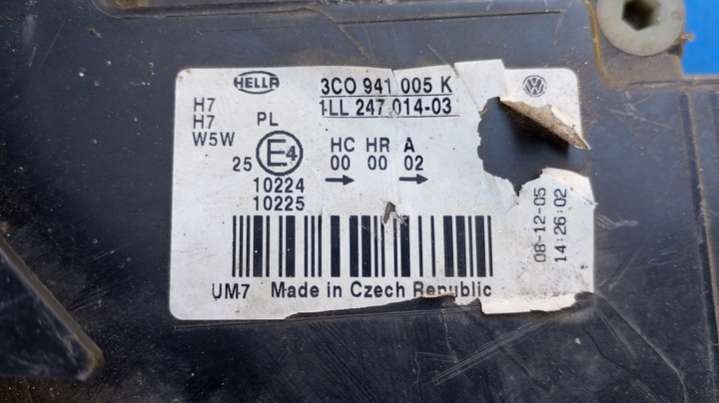 HELLA
3C0 941 005 K
1LL 247 014-03
H7
H7
W5W
PL
25
E4
HC HR A
00 00 02
10224
10225
UM7 Made in Czech Republic
08-12-05
14:26:02